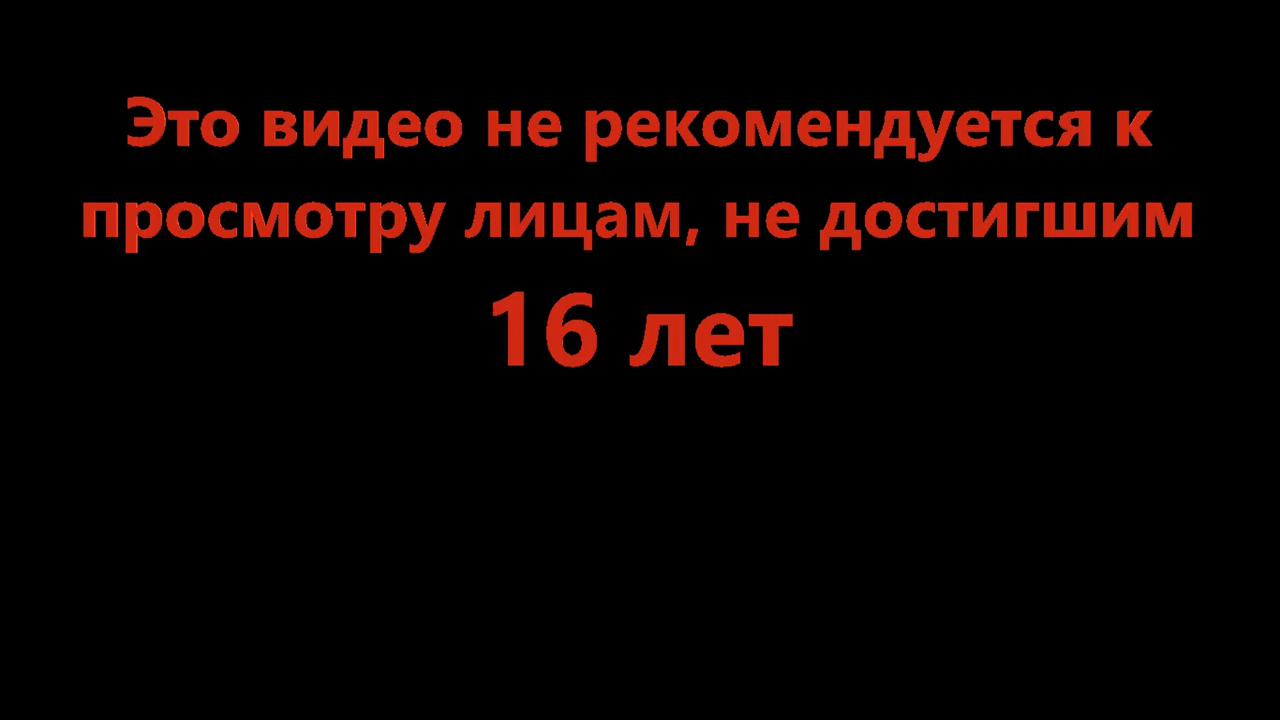 Это видео не рекомендуется к
просмотру лицам, не достигшим
16 лет